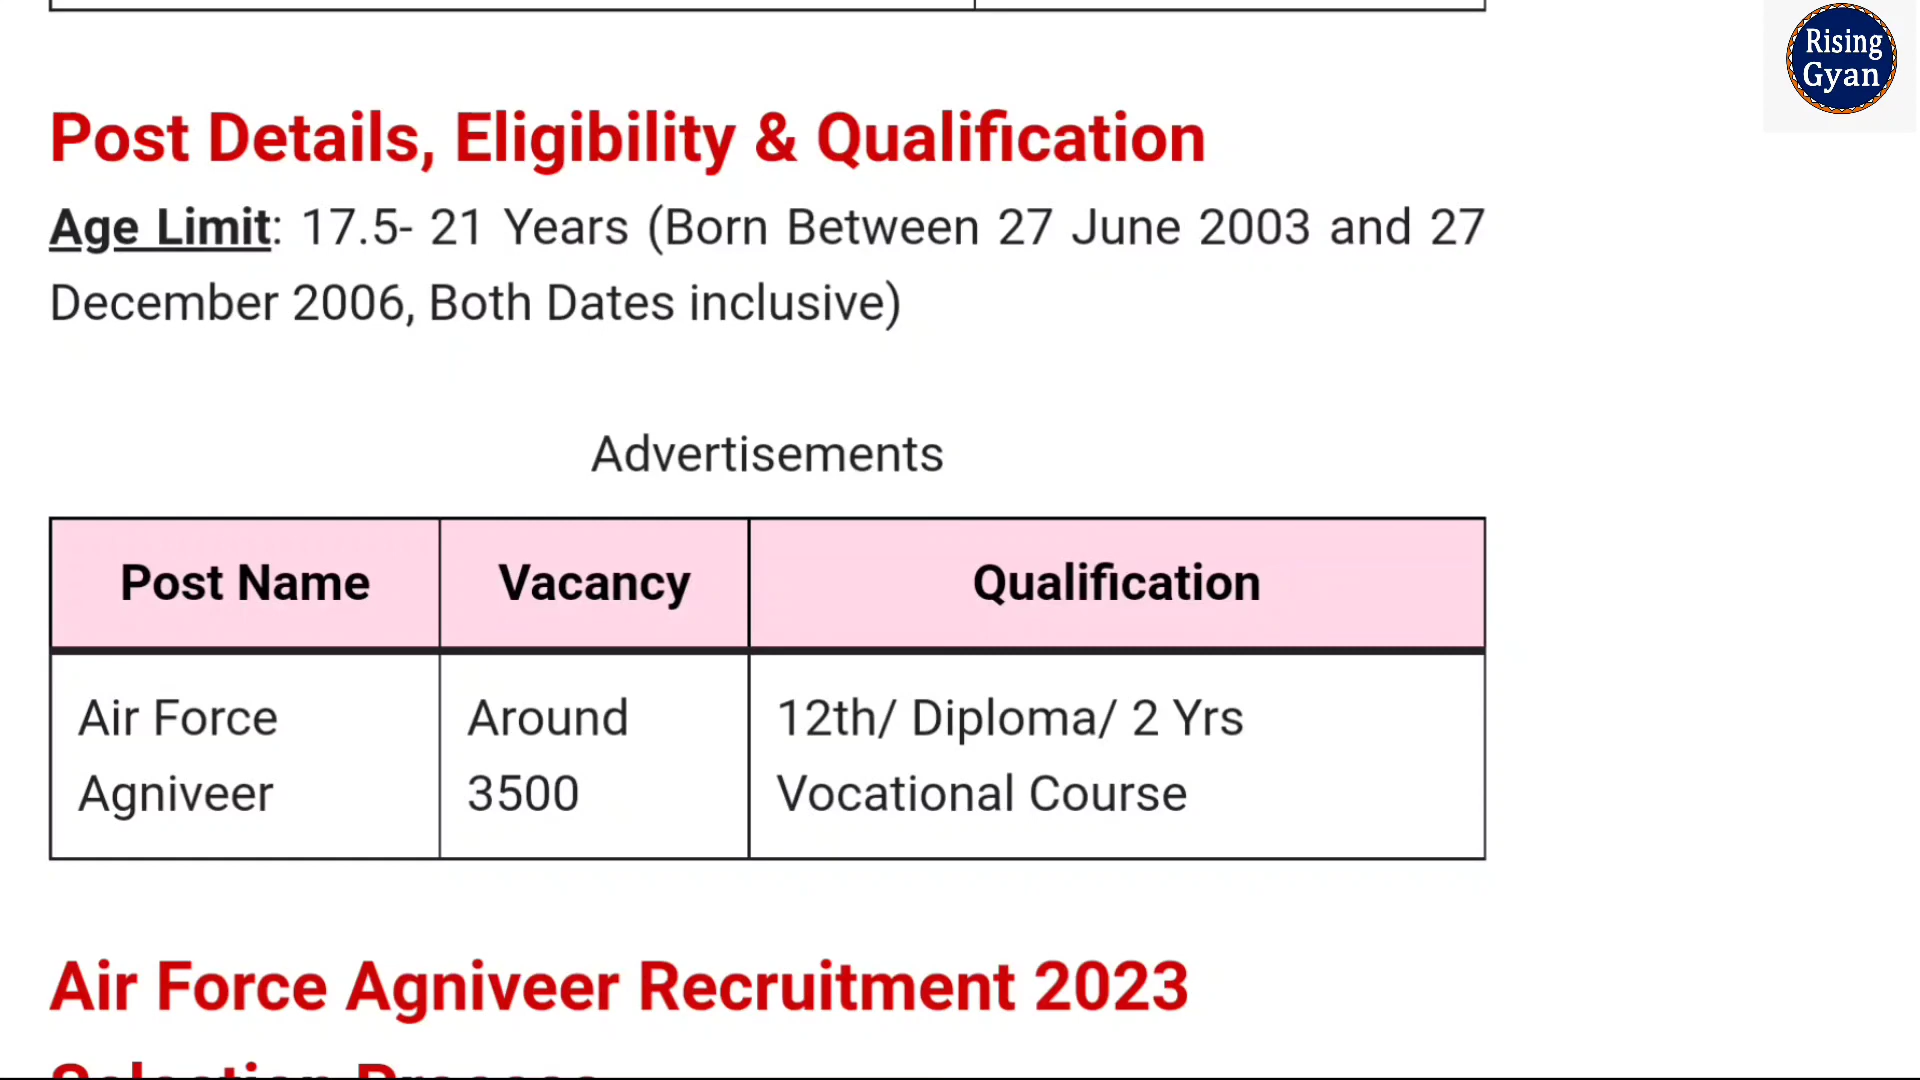 Rising
Gyan
Post Details, Eligibility & Qualification
Age Limit: 17.5- 21 Years (Born Between 27 June 2003 and 27
December 2006, Both Dates inclusive)
Advertisements
Post Name Vacancy Qualification
Air Force Around 12th/ Diploma/ 2 Yrs
Agniveer 3500 Vocational Course
Air Force Agniveer Recruitment 2023
Selection Process